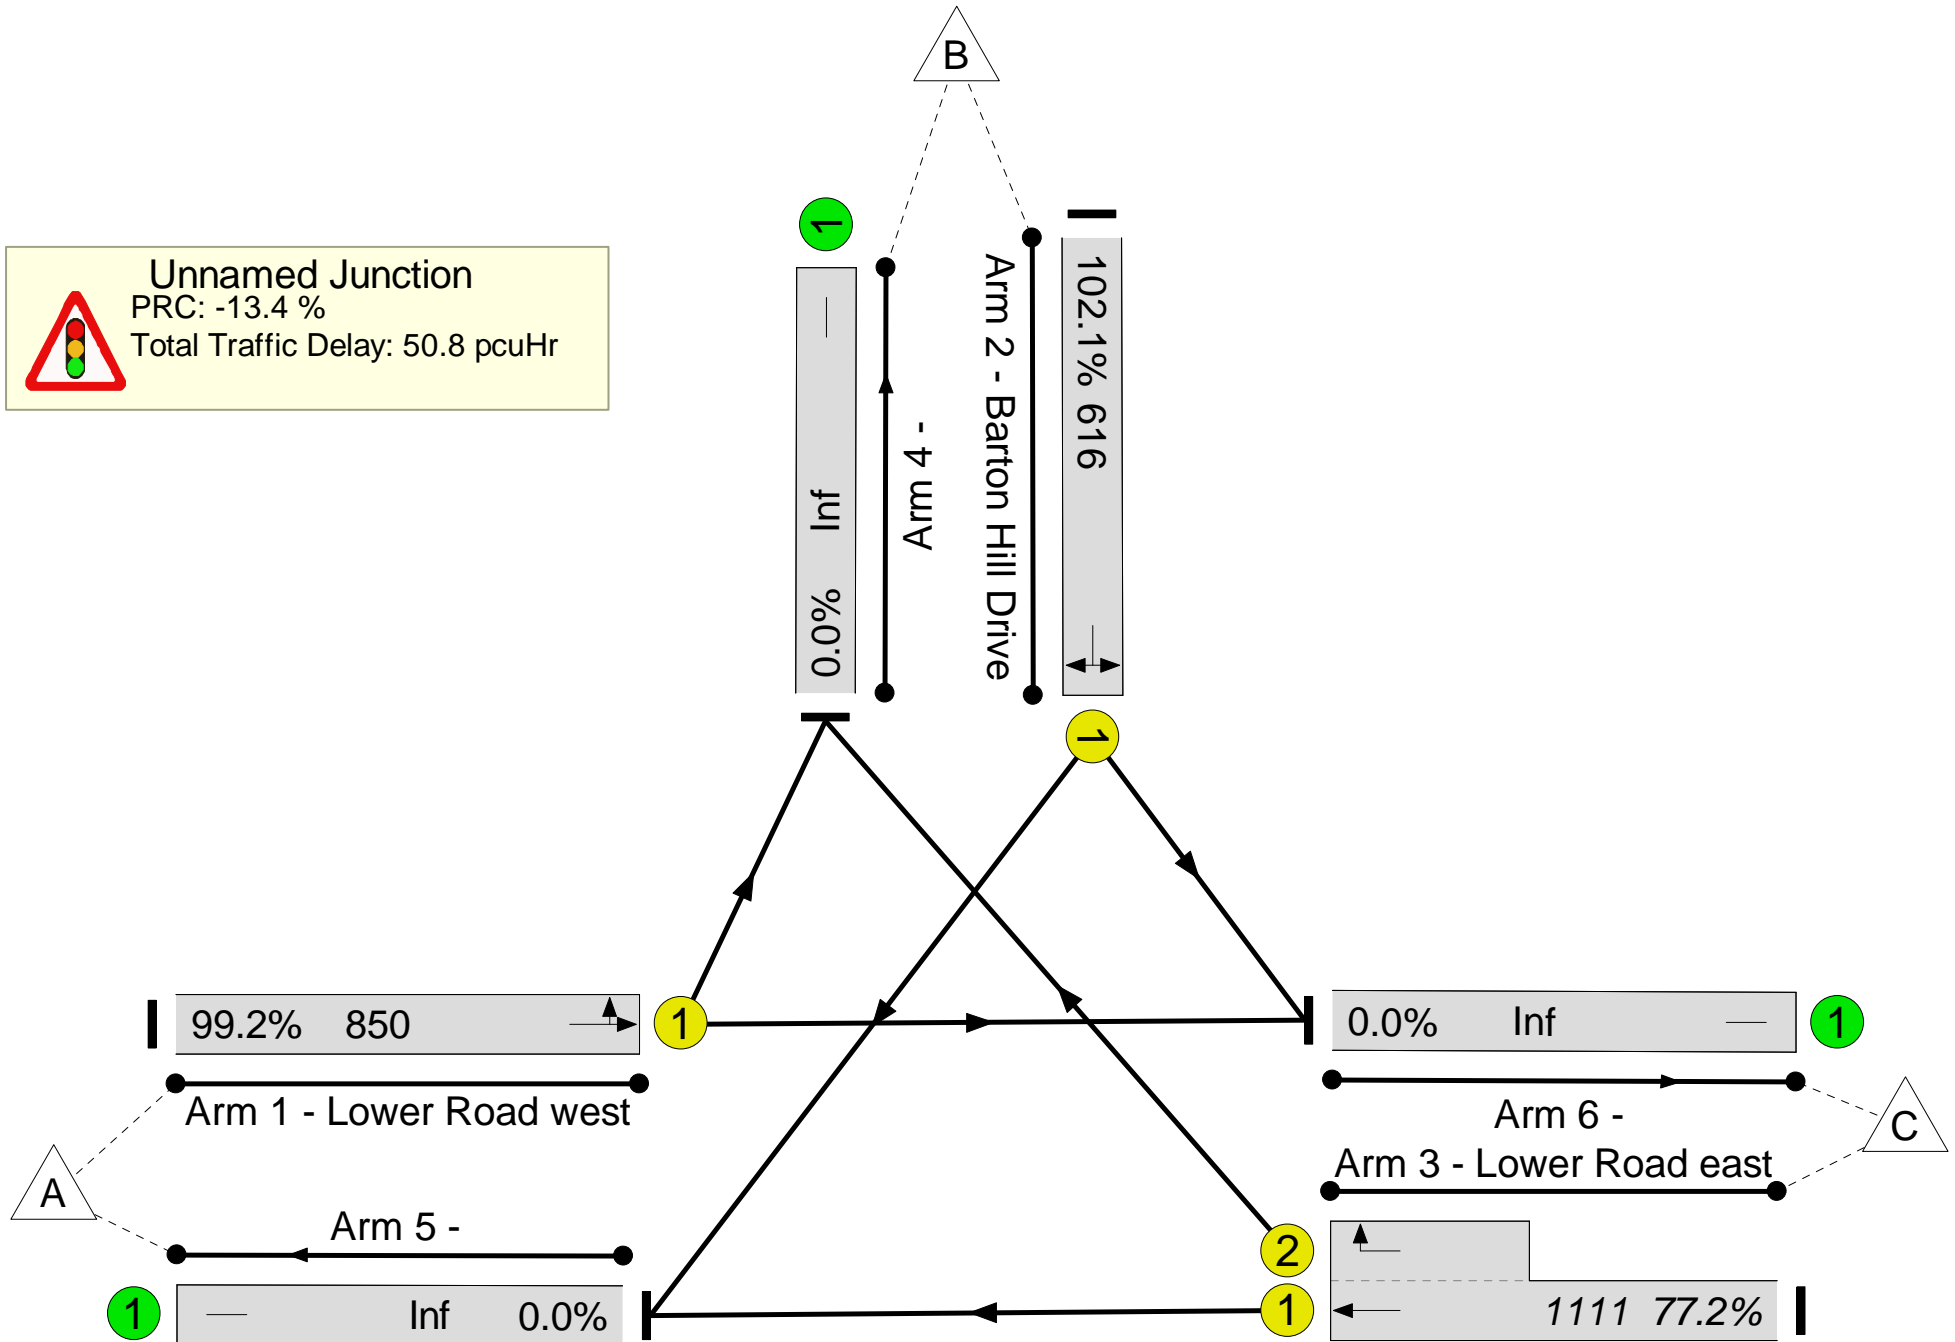 B
Unnamed Junction
PRC: -13.4 %
Total Traffic Delay: 50.8 pcuHr
1
0.0% Inf
Arm 4 -
Arm 2 - Barton Hill Drive
102.1% 616
1
99.2% 850
1
0.0% Inf
1
Arm 1 - Lower Road west
Arm 6 -
C
Arm 3 - Lower Road east
A
Arm 5 -
2
1
Inf 0.0%
1
1111 77.2%